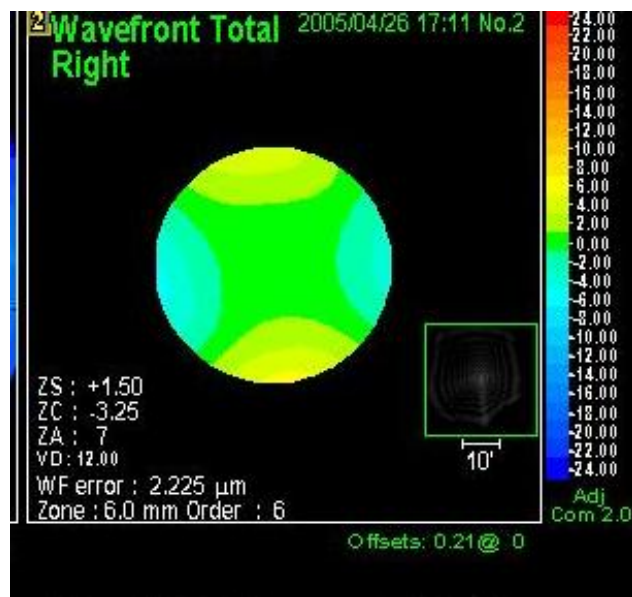 2 Wavefront Total 2005/04/26 17:11 No.2
Right
24.00
22.00
20.00
18.00
16.00
14.00
12.00
10.00
8.00
6.00
4.00
2.00
0.00
-2.00
-4.00
-6.00
-8.00
-10.00
-12.00
-14.00
-16.00
-18.00
-20.00
-22.00
-24.00
ZS : +1.50
ZC : -3.25
ZA : 7
VD : 12.00
10'
WF error : 2.225 μm
Zone : 6.0 mm Order : 6
Adj
Com 2.0
Offsets: 0.21@ 0